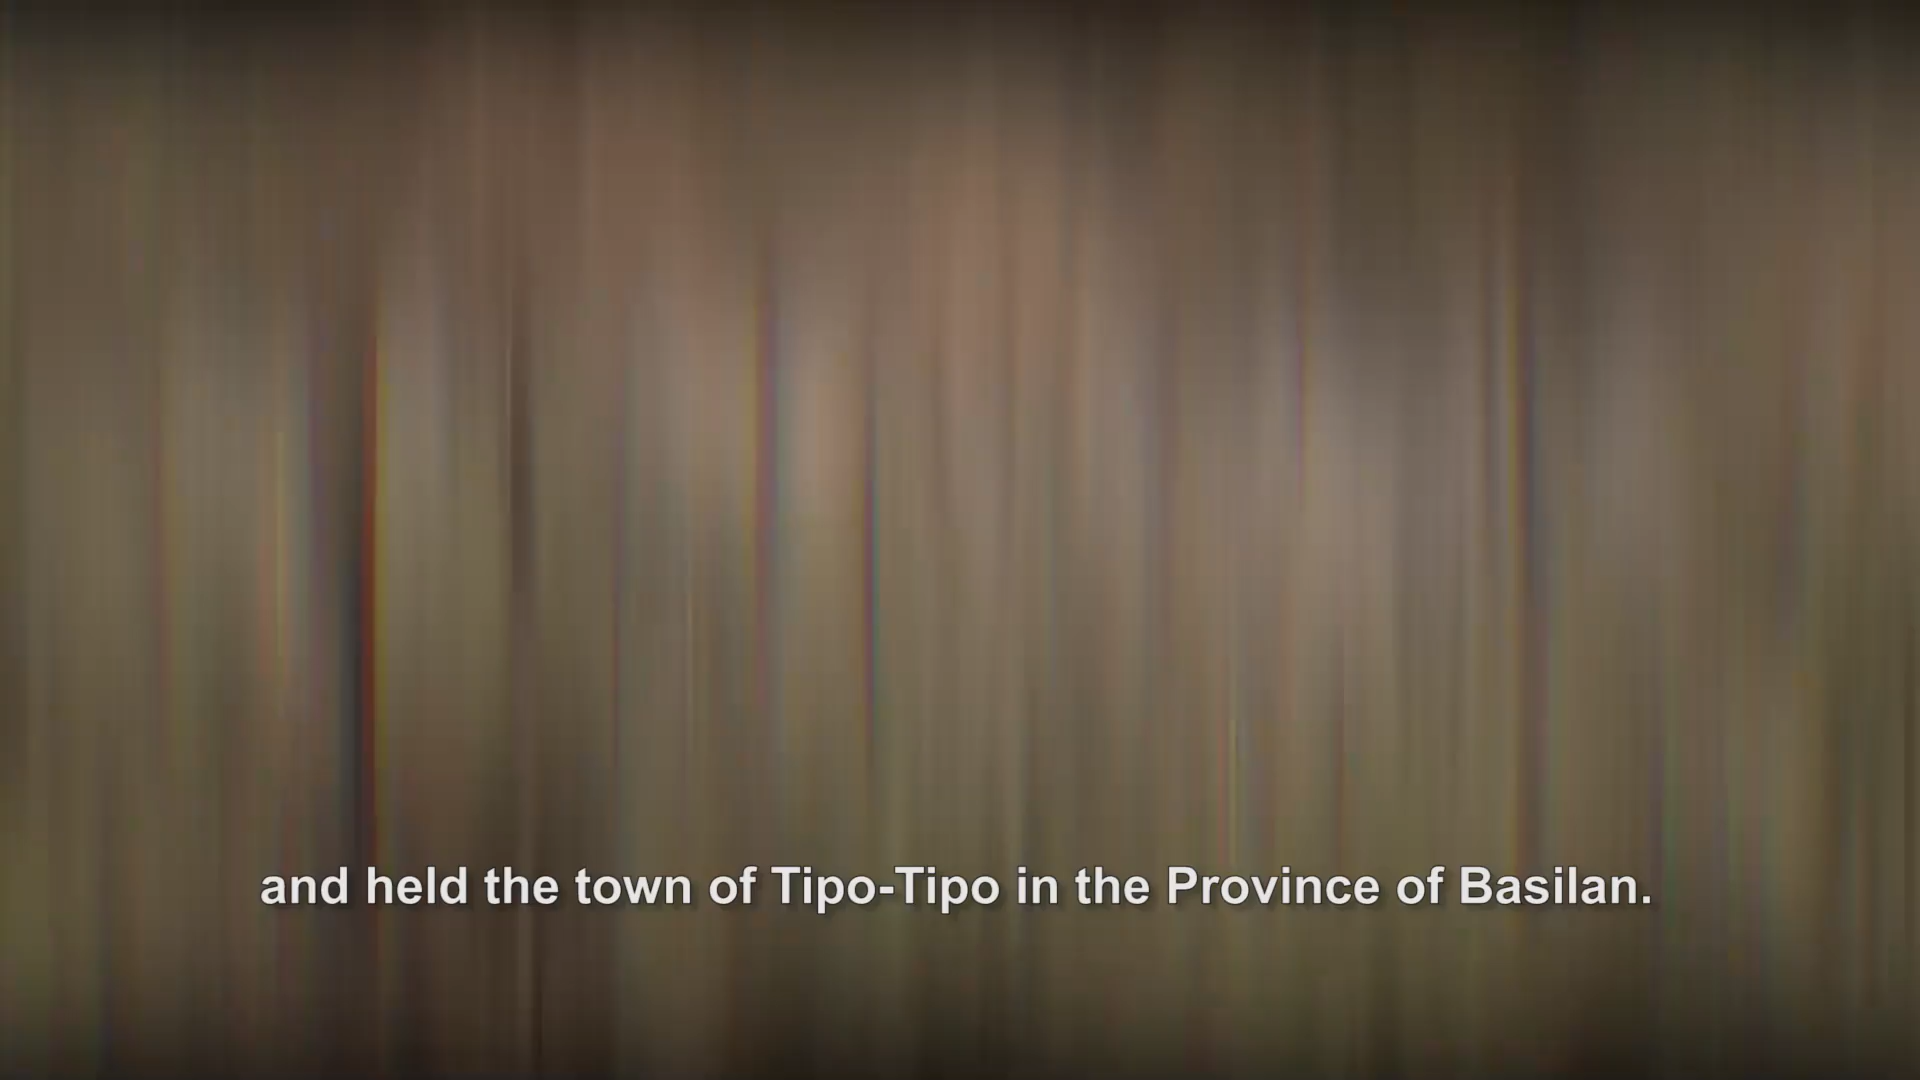 and held the town of Tipo-Tipo in the Province of Basilan.